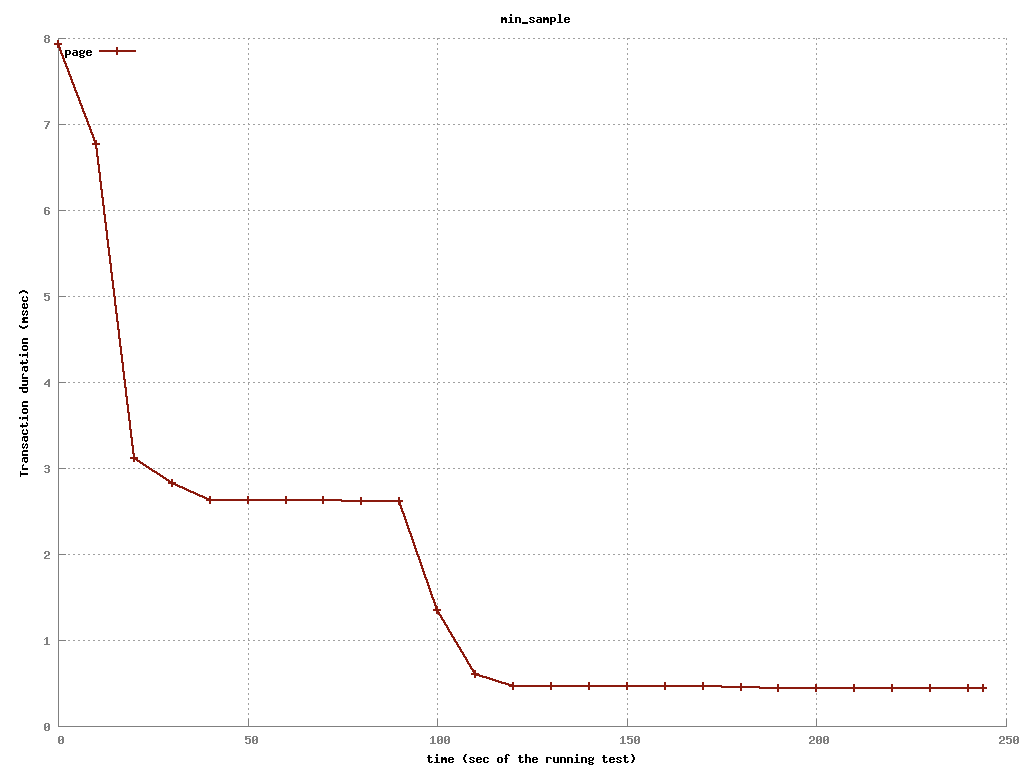 min_sample
page
8
7
6
5
4
3
2
1
0
Transaction duration (msec)
0 50 100 150 200 250
time (sec of the running test)